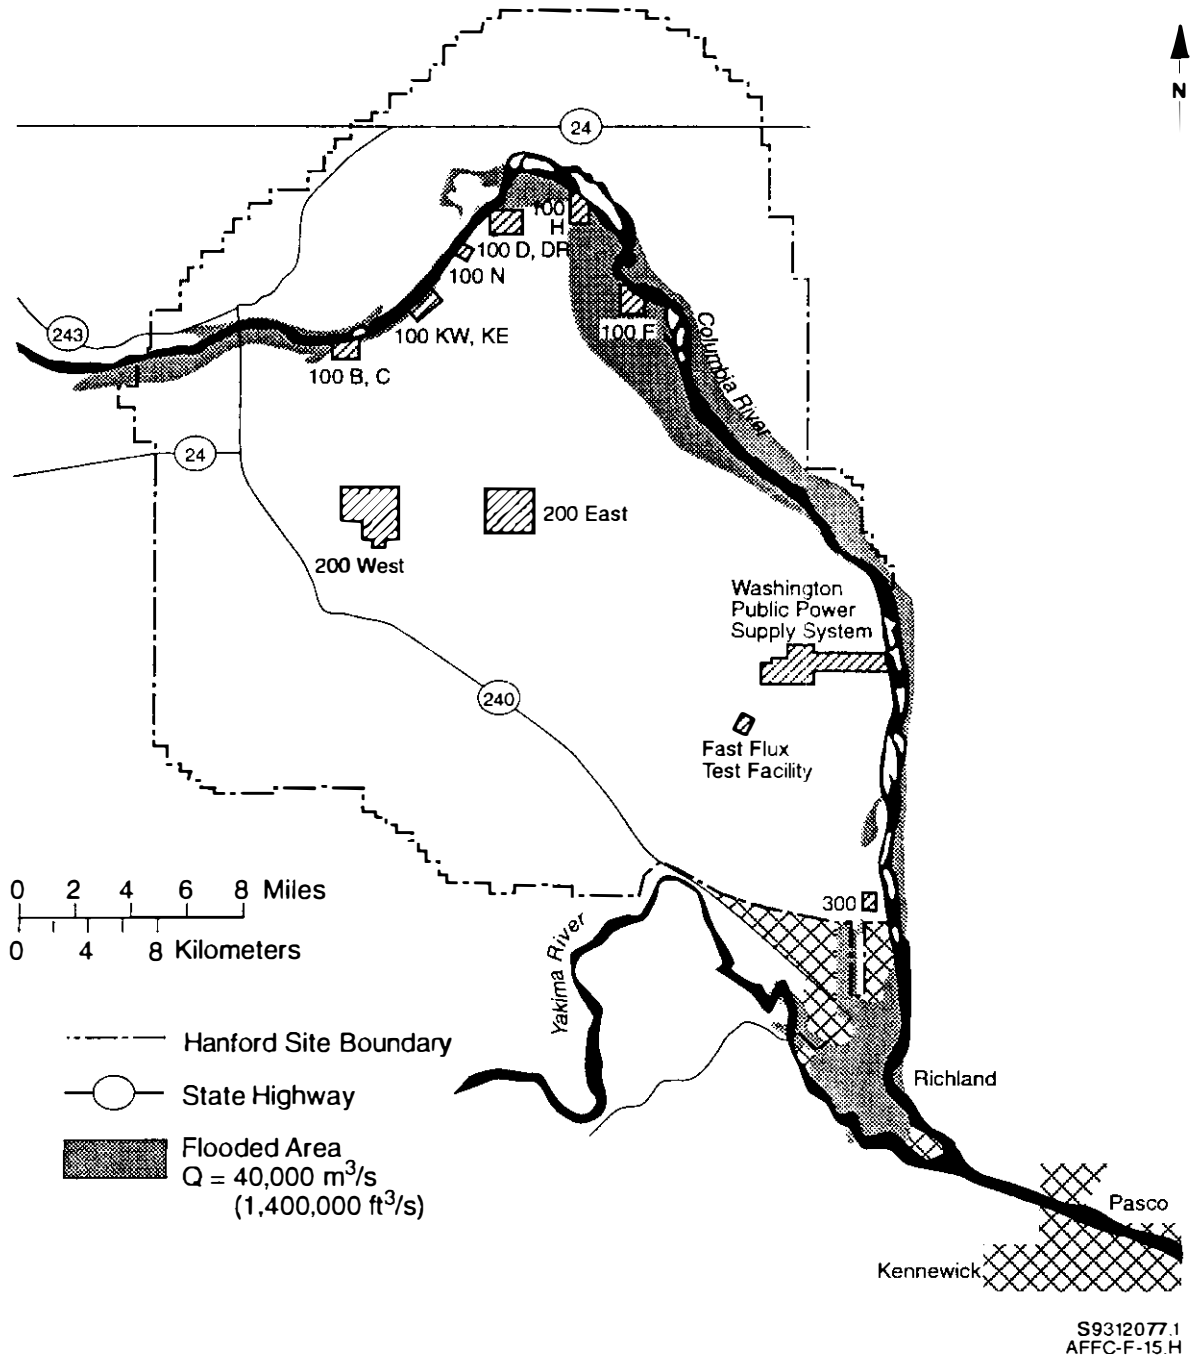 N
24
100
H
100 D, DR
100 N
243
100 KW, KE
100 F
Columbia River
100 B, C
24
200 East
200 West
Washington
Public Power
Supply System
240
Fast Flux
Test Facility
0 2 4 6 8 Miles
0 4 8 Kilometers
300
Yakima River
Hanford Site Boundary
State Highway
Richland
Flooded Area
Q = 40,000 m³/s
(1,400,000 ft³/s)
Pasco
Kennewick
S9312077.1
AFFC-F-15.H